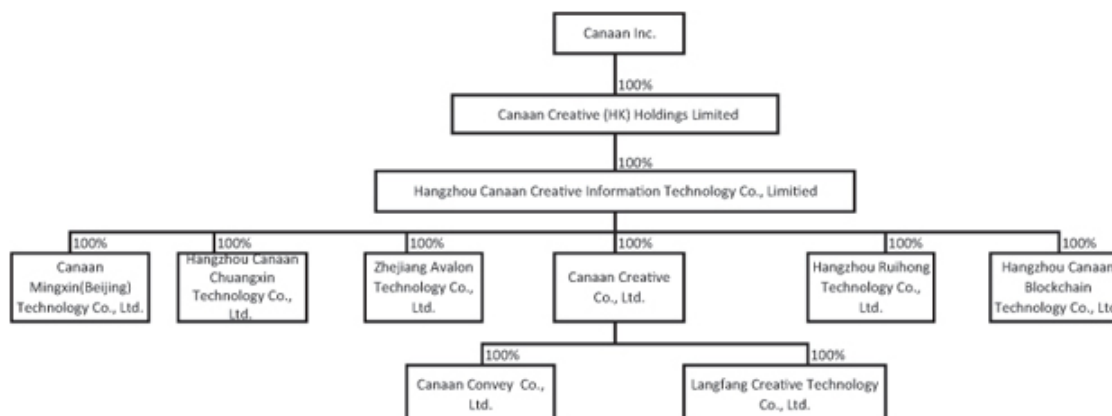 Canaan Inc.
100%
Canaan Creative (HK) Holdings Limited
100%
Hangzhou Canaan Creative Information Technology Co., Limitied
100%
100%
100%
100%
100%
100%
Canaan
Mingxin(Beijing)
Technology Co., Ltd.
Hangzhou Canaan
Chuangxin
Technology Co.,
Ltd.
Zhejiang Avalon
Technology Co.,
Ltd.
Canaan Creative
Co., Ltd.
Hangzhou Ruihong
Technology Co.,
Ltd.
Hangzhou Canaan
Blockchain
Technology Co., Ltd
100%
100%
Canaan Convey Co.,
Ltd.
Langfang Creative Technology
Co., Ltd.